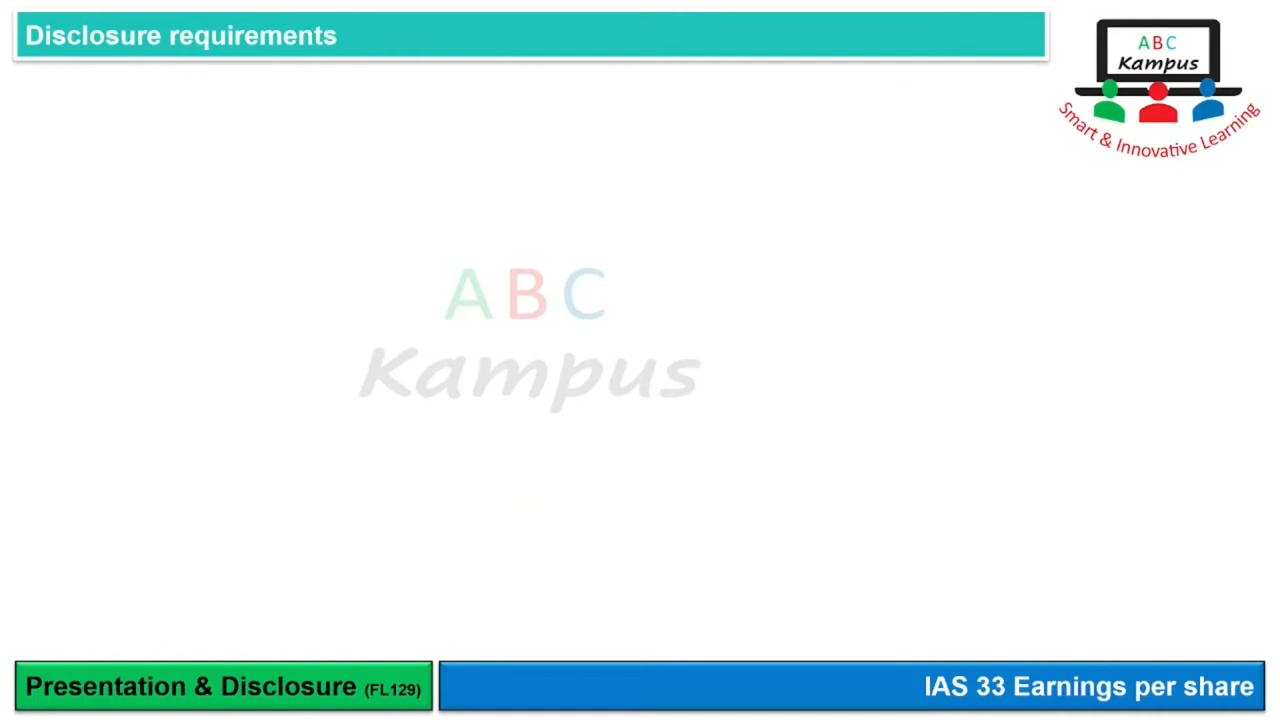 Disclosure requirements
A B C
Kampus
Smart & Innovative Learning
A B C
Kampus
Presentation & Disclosure (FL129)
IAS 33 Earnings per share